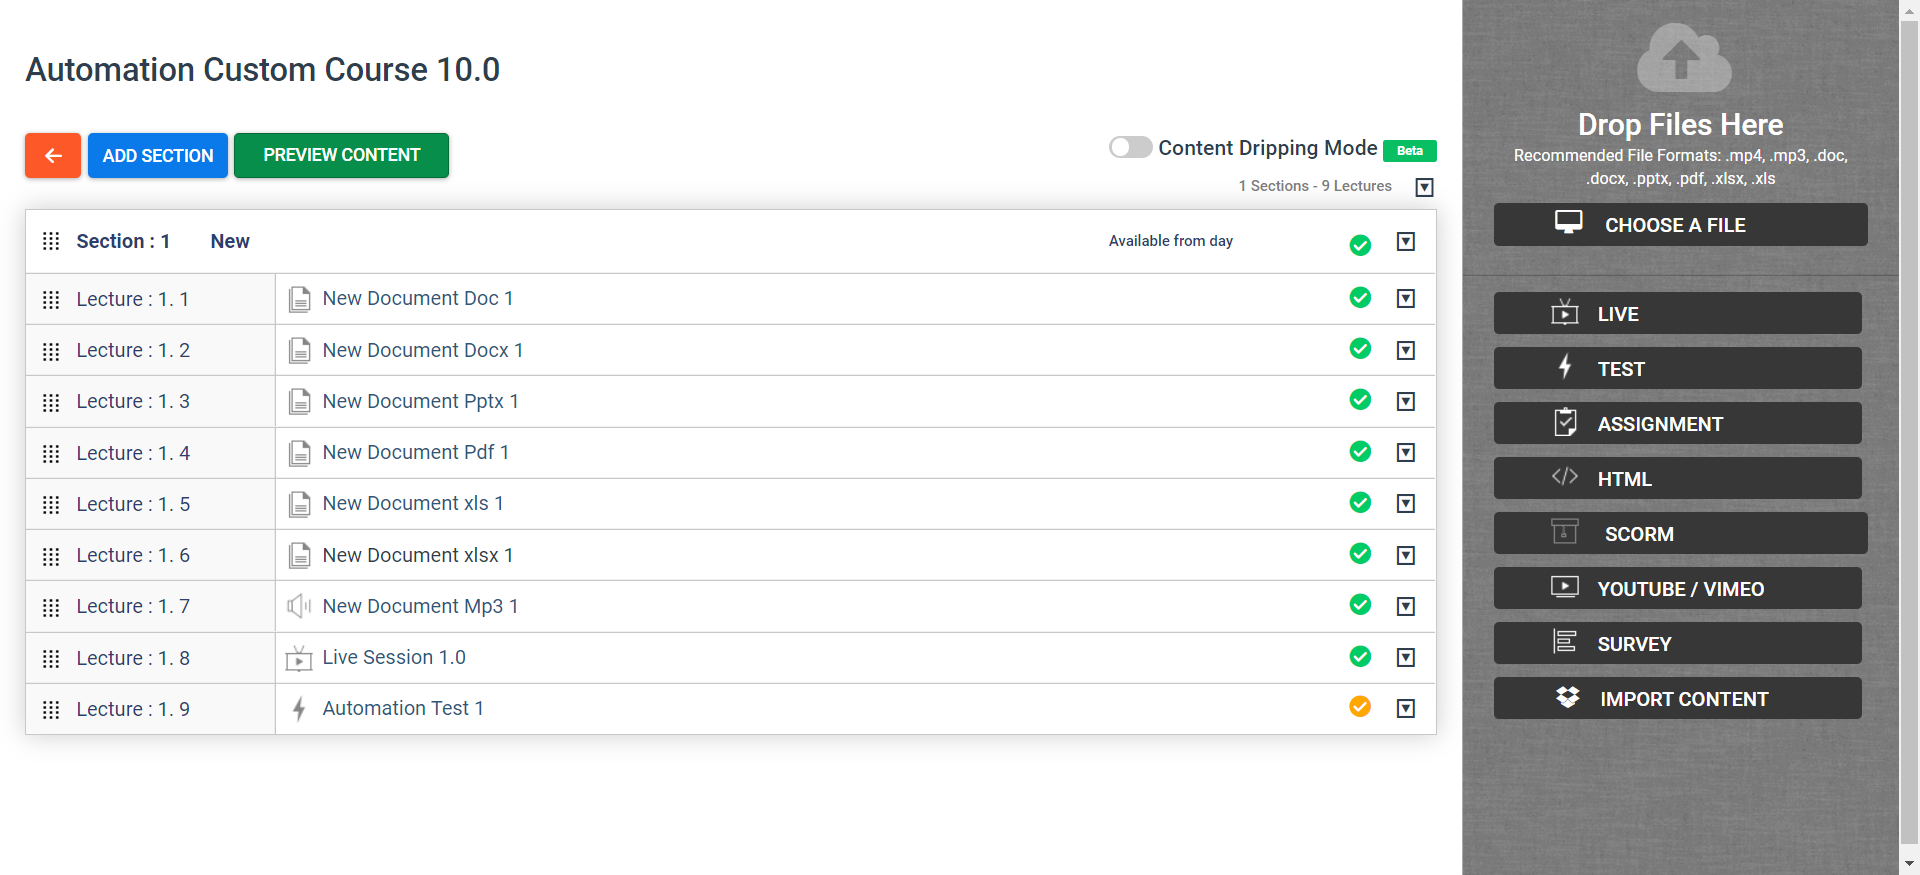 Automation Custom Course 10.0
ADD SECTION
PREVIEW CONTENT
Content Dripping Mode Beta
1 Sections - 9 Lectures
Section : 1 New Available from day
Lecture : 1. 1 New Document Doc 1
Lecture : 1. 2 New Document Docx 1
Lecture : 1. 3 New Document Pptx 1
Lecture : 1. 4 New Document Pdf 1
Lecture : 1. 5 New Document xls 1
Lecture : 1. 6 New Document xlsx 1
Lecture : 1. 7 New Document Mp3 1
Lecture : 1. 8 Live Session 1.0
Lecture : 1. 9 Automation Test 1
Drop Files Here
Recommended File Formats: .mp4, .mp3, .doc,
.docx, .pptx, .pdf, .xlsx, .xls
CHOOSE A FILE
LIVE
TEST
ASSIGNMENT
HTML
SCORM
YOUTUBE / VIMEO
SURVEY
IMPORT CONTENT